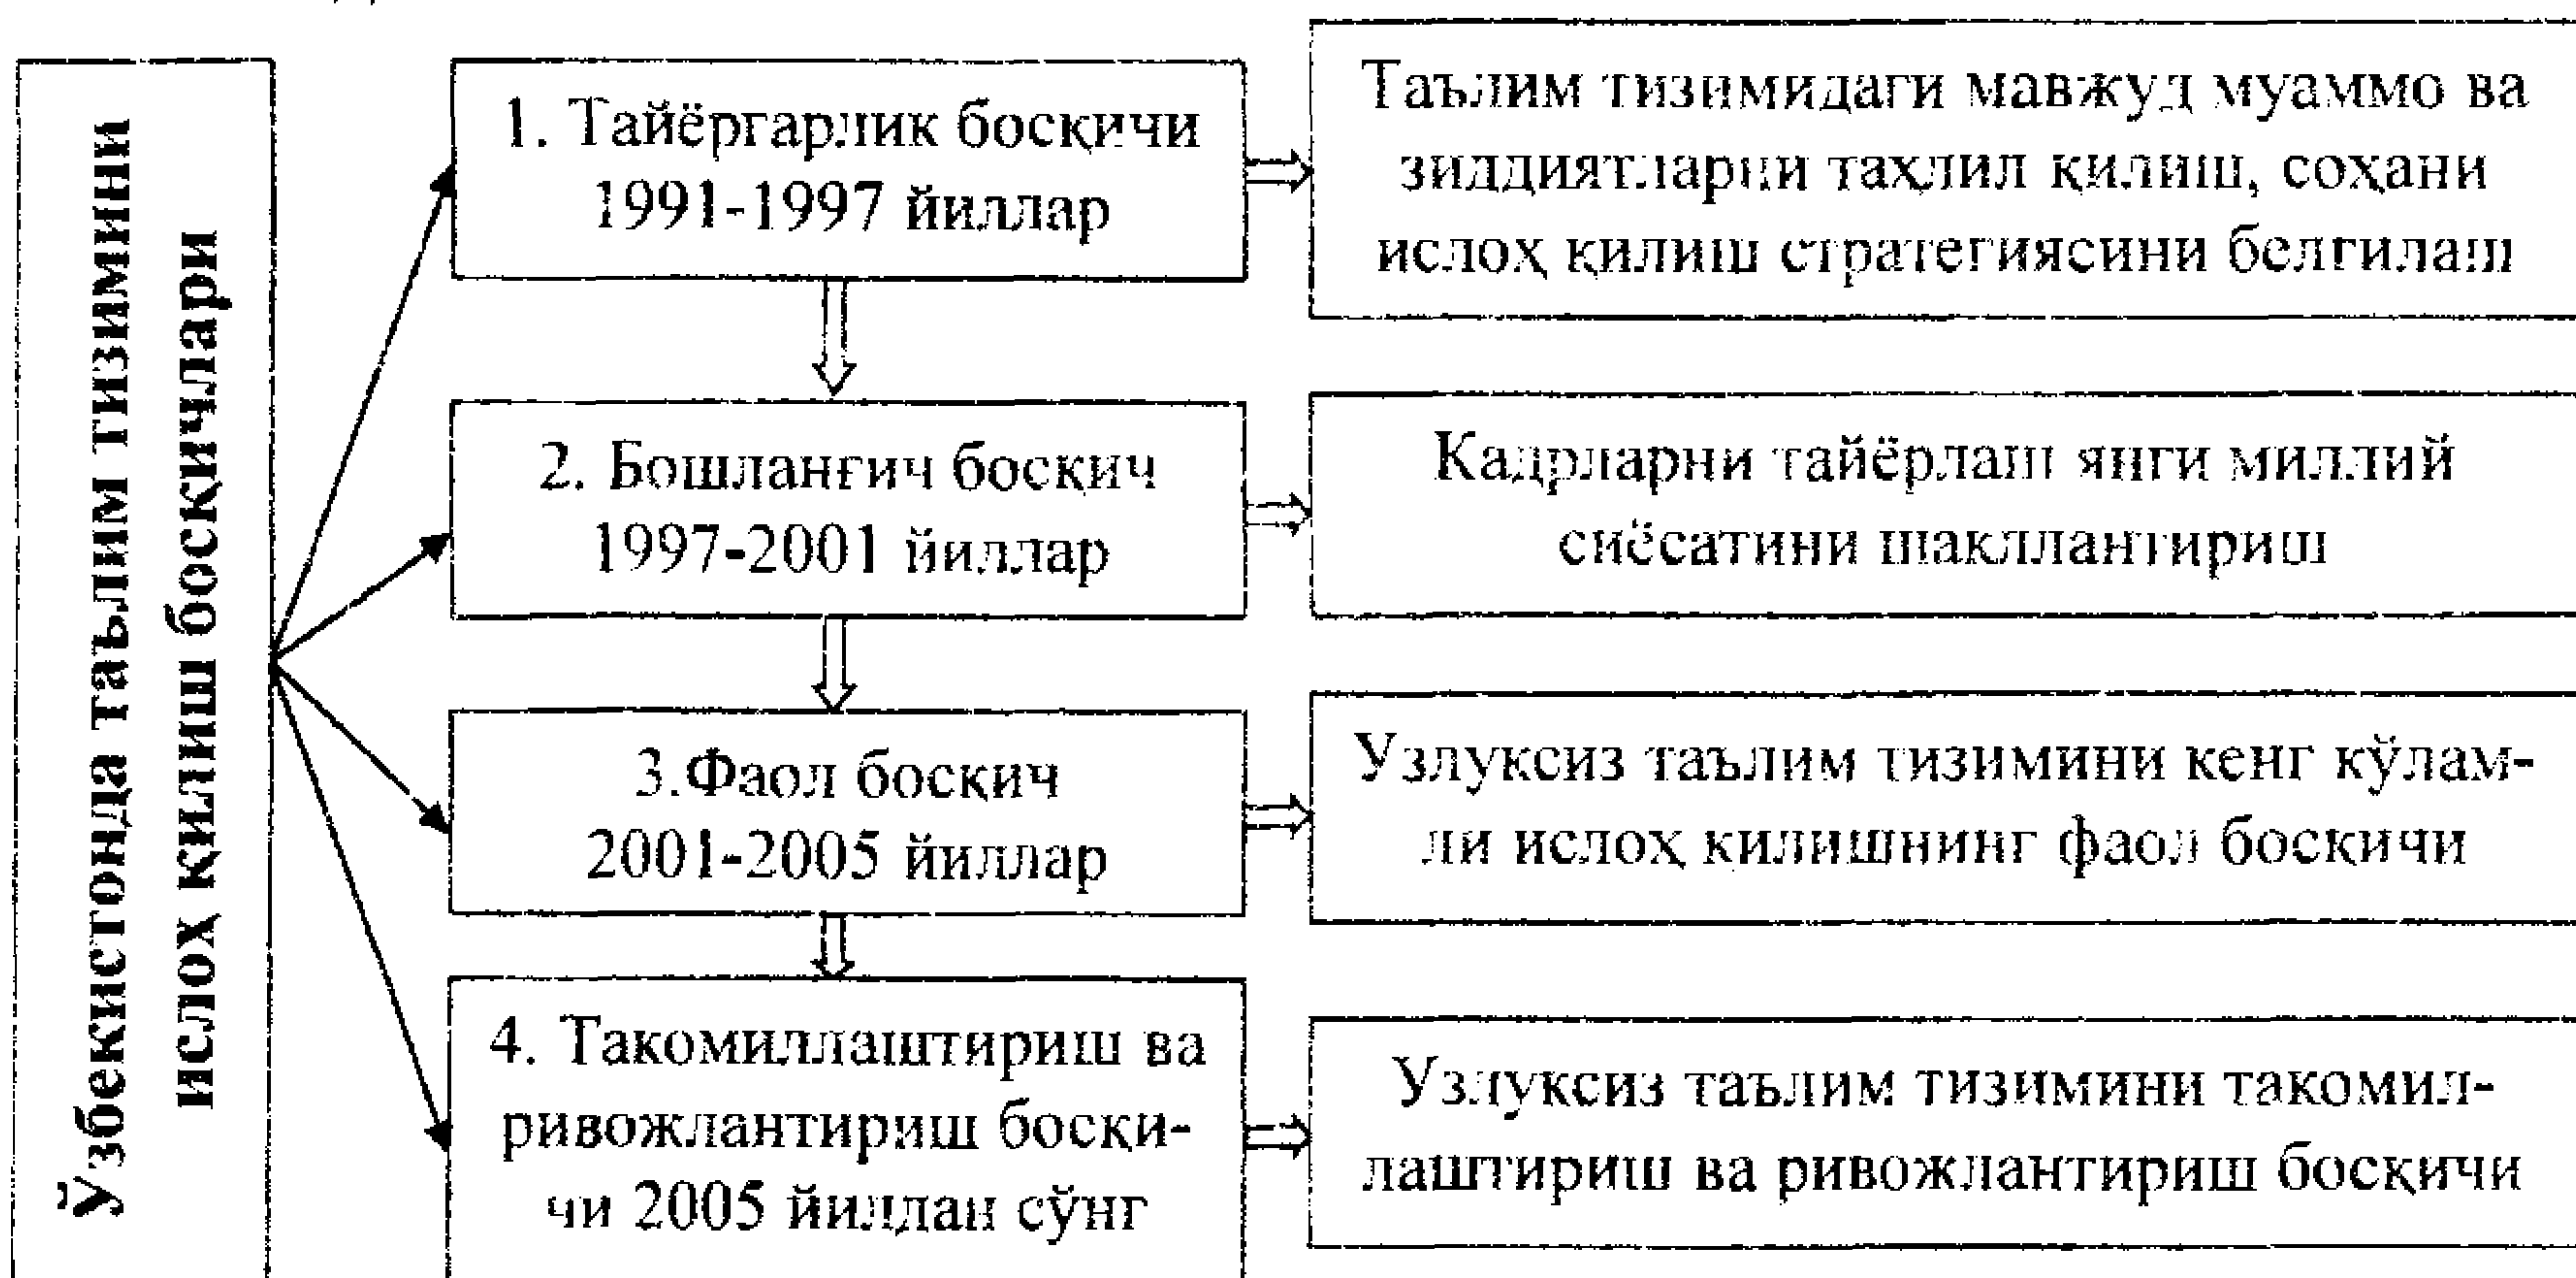 Ўзбекистонда таълим тизимини
ислоҳ қилиш босқичлари
1. Тайёргарлик босқичи
1991-1997 йиллар
Таълим тизимидаги мавжуд муаммо ва
зиддиятларни таҳлил қилиш, соҳани
ислоҳ қилиш стратегиясини белгилаш
2. Бошланғич босқич
1997-2001 йиллар
Кадрларни тайёрлаш янги миллий
сиёсатини шакллантириш
3.Фаол босқич
2001-2005 йиллар
Узлуксиз таълим тизимини кенг кўлам-
ли ислоҳ килишнинг фаол босқичи
4. Такомиллаштириш ва
ривожлантириш босқи-
чи 2005 йилдан сўнг
Узлуксиз таълим тизимини такомил-
лаштириш ва ривожлантириш босқичи